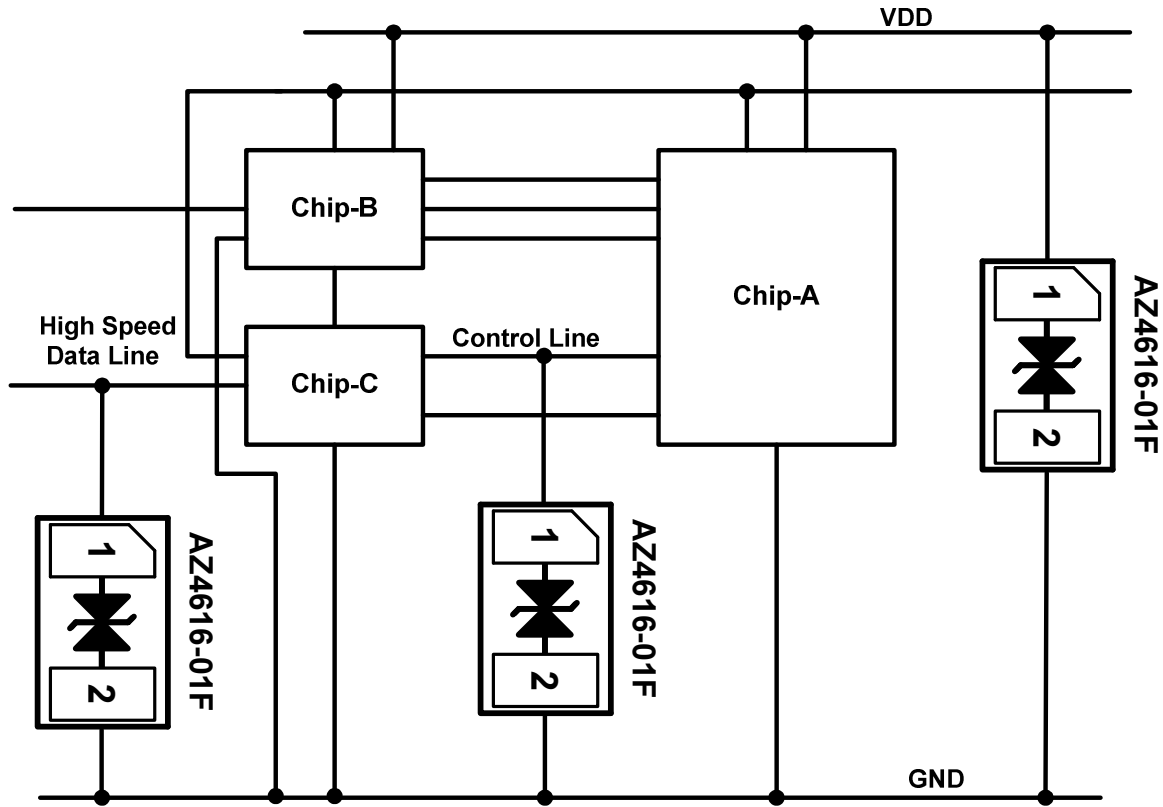 VDD
Chip-B
Chip-A
1
2
AZ4616-01F
High Speed
Data Line
Control Line
Chip-C
1
2
AZ4616-01F
1
2
AZ4616-01F
GND